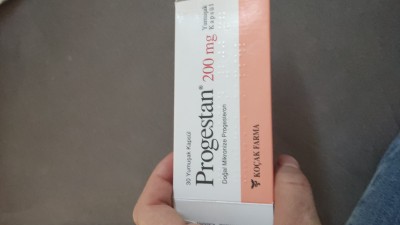 30 Yumuşak Kapsül
Progestan® 200 mg Yumuşak
Kapsül
Doğal Mikronize Progesteron
KOÇAK FARMA